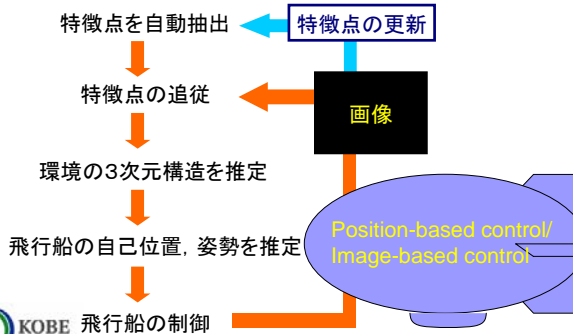 特徴点を自動抽出
特徴点の更新
特徴点の追従
画像
環境の3次元構造を推定
Position-based control/
Image-based control
飛行船の自己位置，姿勢を推定
飛行船の制御
KOBE